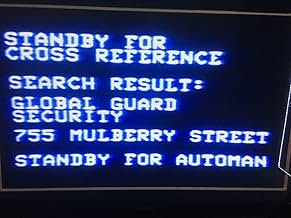 STANDBY FOR
CROSS REFERENCE
SEARCH RESULT:
GLOBAL GUARD
SECURITY
755 MULBERRY STREET
STANDBY FOR AUTOMAN